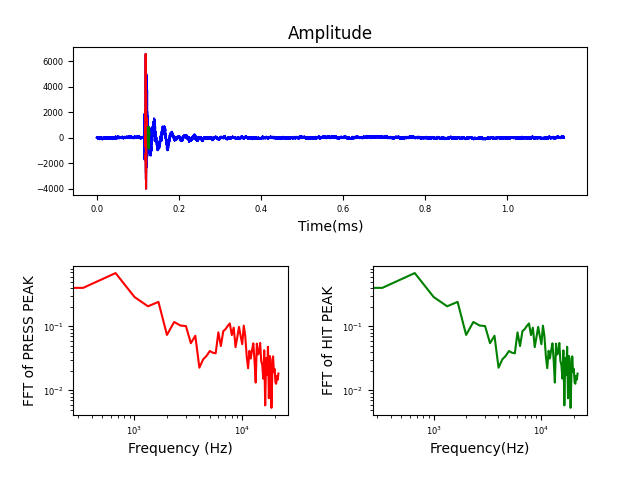 Amplitude
6000
4000
2000
0
−2000
−4000
0.0 0.2 0.4 0.6 0.8 1.0
Time(ms)
FFT of PRESS PEAK
10⁻¹
10⁻²
10³ 10⁴
Frequency (Hz)
FFT of HIT PEAK
10⁻¹
10⁻²
10³ 10⁴
Frequency(Hz)